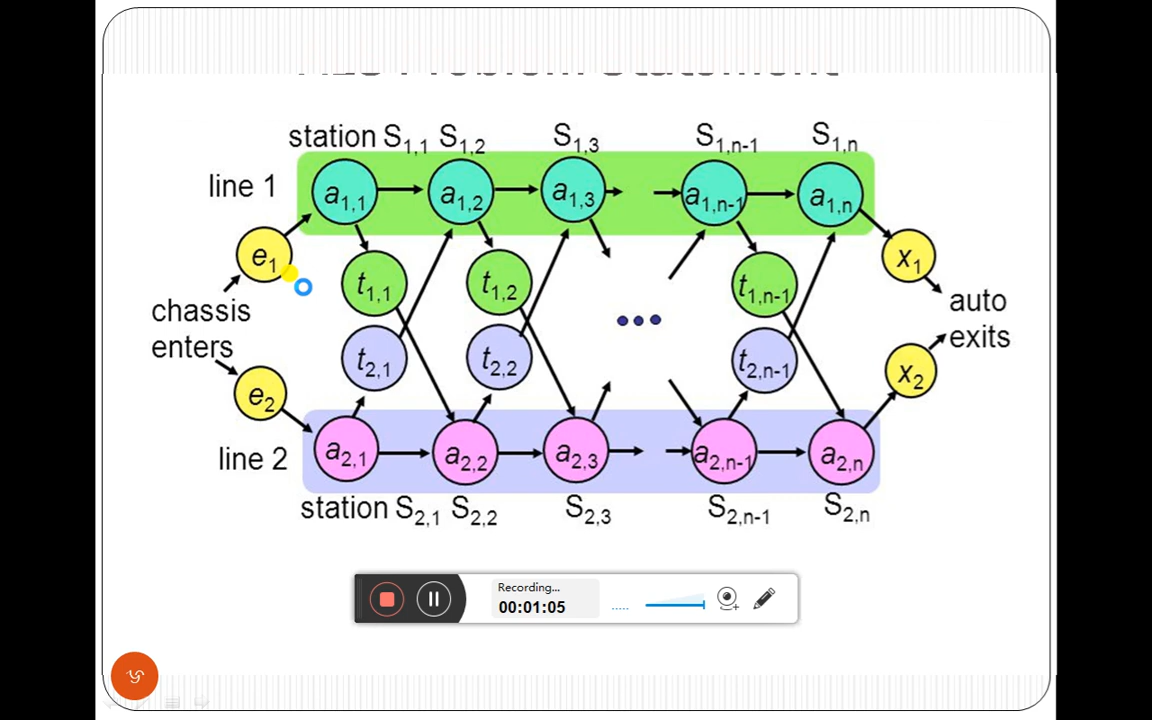 ALS Problem Statement
station S1,1 S1,2 S1,3 S1,n-1 S1,n
line 1 a1,1 a1,2 a1,3 a1,n-1 a1,n
e1 t1,1 t1,2 t1,n-1 x1
chassis
enters
auto
exits
e2 t2,1 t2,2 t2,n-1 x2
line 2 a2,1 a2,2 a2,3 a2,n-1 a2,n
station S2,1 S2,2 S2,3 S2,n-1 S2,n
Recording...
00:01:05